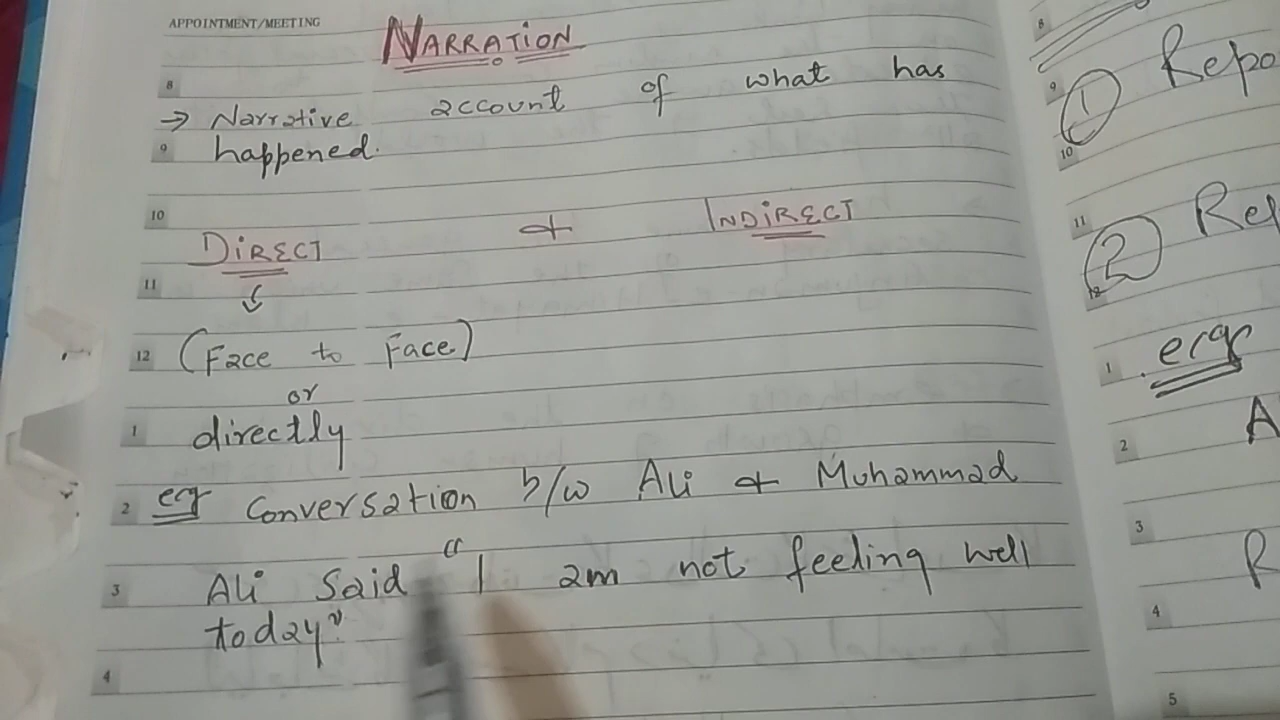 APPOINTMENT/MEETING
NARRATION
8
→ Narrative account of what has
9 happened.
10
DIRECT + INDIRECT
11
12 (Face to Face)
or
1 directly
2 eg Conversation b/w Ali + Muhammad
3 Ali said "I am not feeling well
today"
4
8
9
① Repo
10
11
② Rep
12
1 eg
2 A
3
R
4
5